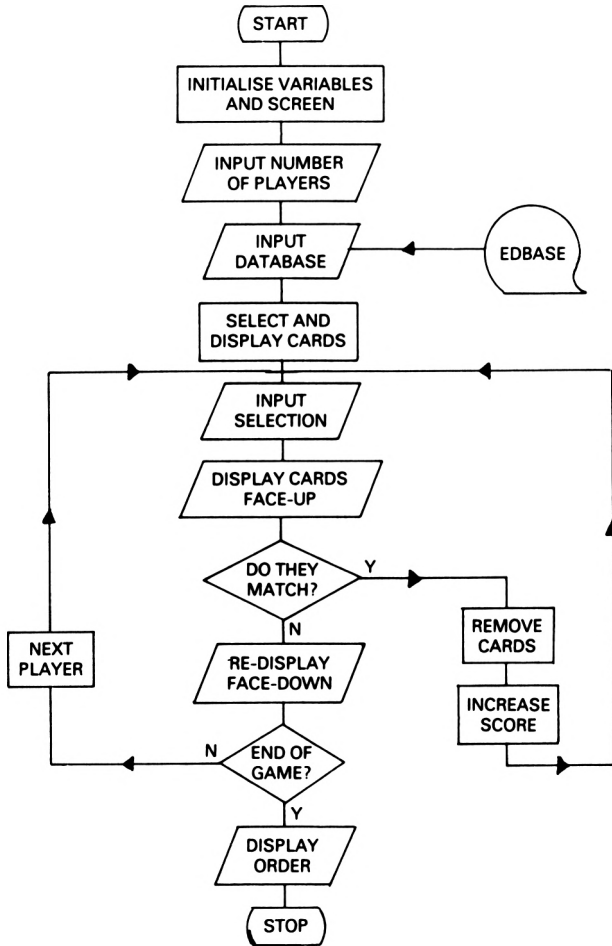 START
INITIALISE VARIABLES
AND SCREEN
INPUT NUMBER
OF PLAYERS
INPUT
DATABASE
EDBASE
SELECT AND
DISPLAY CARDS
INPUT
SELECTION
DISPLAY CARDS
FACE-UP
DO THEY
MATCH?
Y
N
REMOVE
CARDS
NEXT
PLAYER
RE-DISPLAY
FACE-DOWN
INCREASE
SCORE
N
END OF
GAME?
Y
DISPLAY
ORDER
STOP